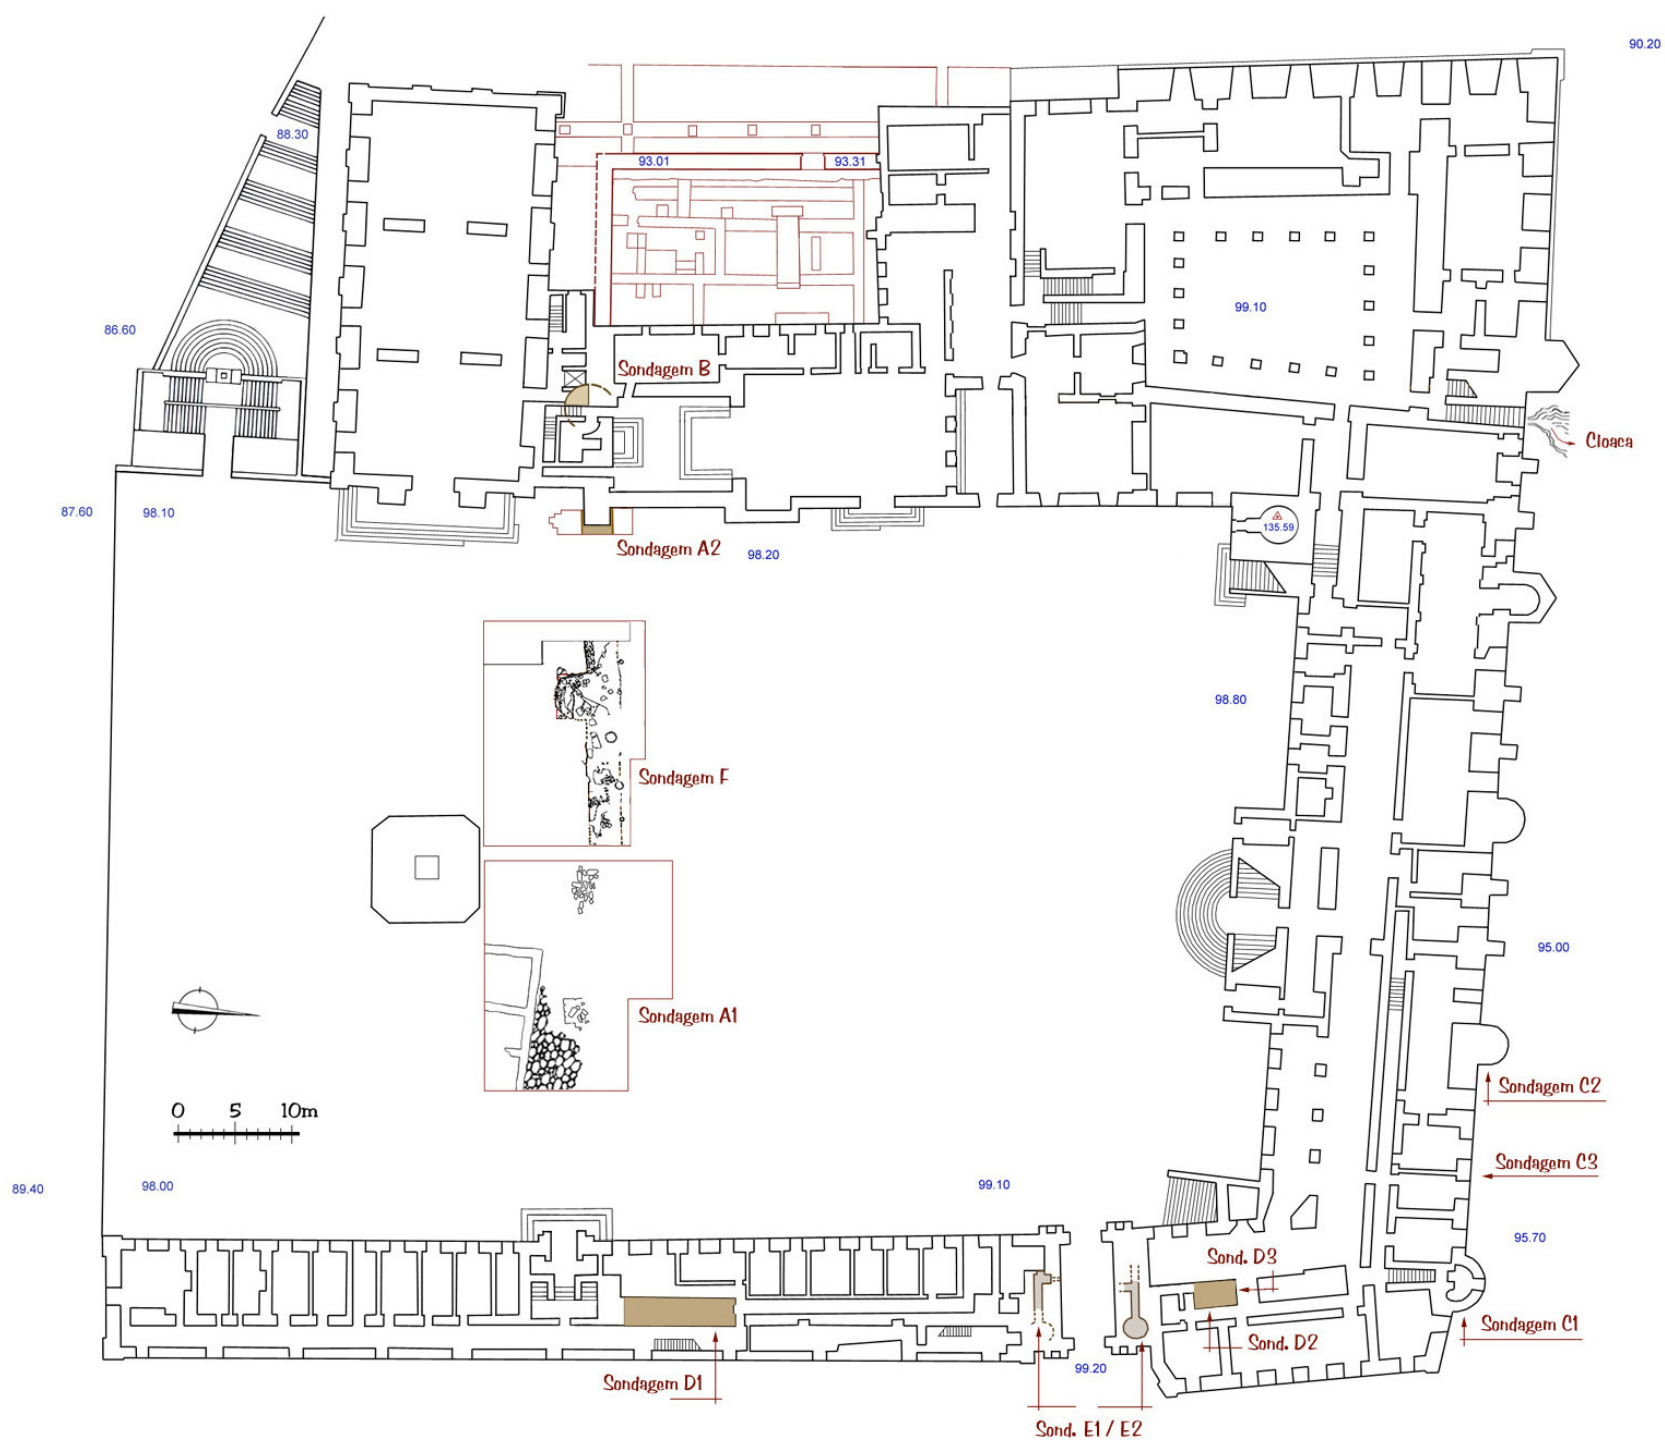 90.20
88.30
93.01
93.31
99.10
86.60
Sondagem B
Cloaca
87.60
98.10
135.59
Sondagem A2
98.20
98.80
Sondagem F
95.00
Sondagem A1
Sondagem C2
0 5 10m
Sondagem C3
89.40
98.00
99.10
95.70
Sond. D3
Sondagem C1
Sond. D2
99.20
Sondagem D1
Sond. E1 / E2